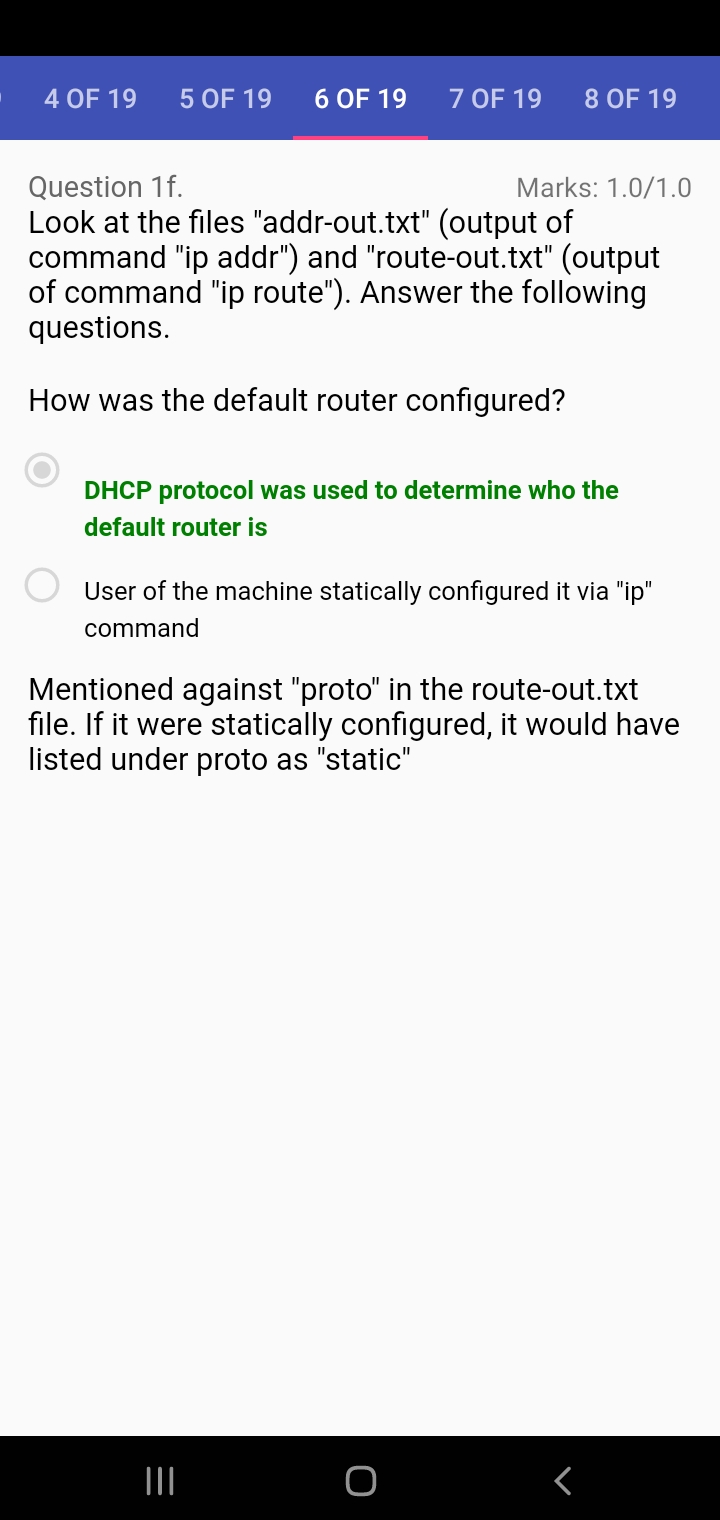 4 OF 19 5 OF 19 6 OF 19 7 OF 19 8 OF 19
Question 1f. Marks: 1.0/1.0
Look at the files "addr-out.txt" (output of
command "ip addr") and "route-out.txt" (output
of command "ip route"). Answer the following
questions.
How was the default router configured?
DHCP protocol was used to determine who the
default router is
User of the machine statically configured it via "ip"
command
Mentioned against "proto" in the route-out.txt
file. If it were statically configured, it would have
listed under proto as "static"